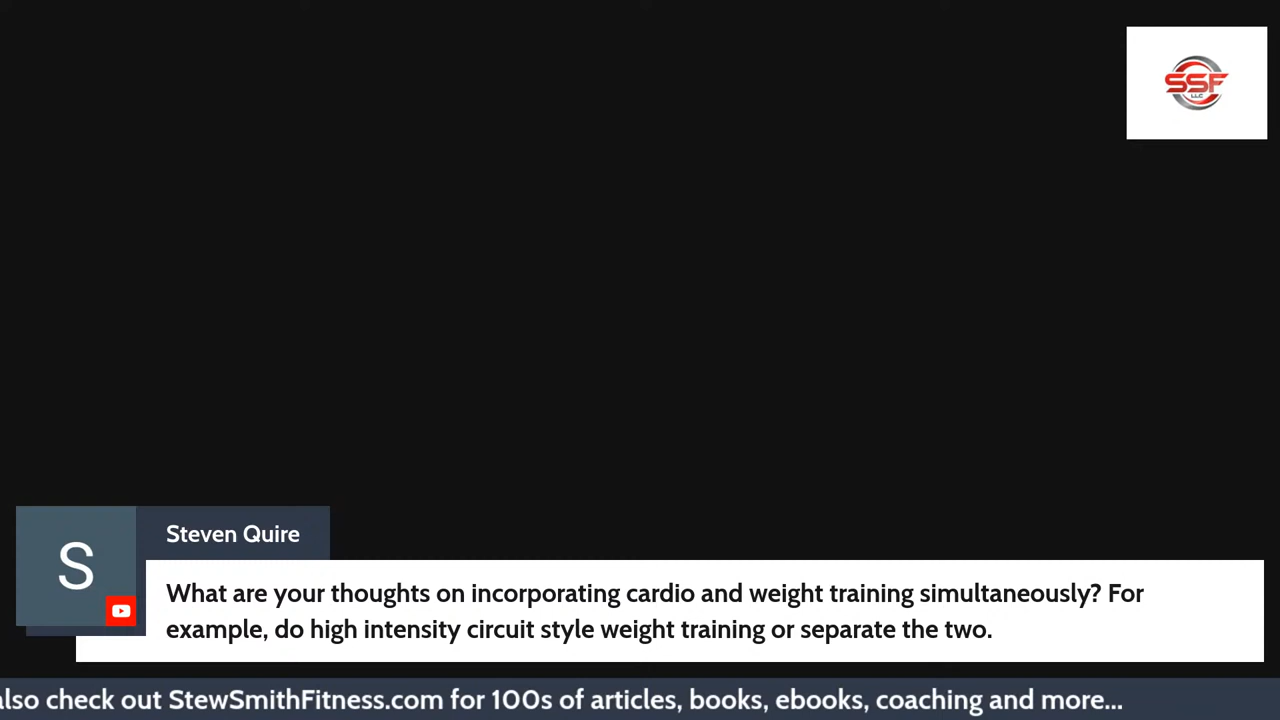 SSF
LLC
S
Steven Quire
What are your thoughts on incorporating cardio and weight training simultaneously? For
example, do high intensity circuit style weight training or separate the two.
also check out StewSmithFitness.com for 100s of articles, books, ebooks, coaching and more...